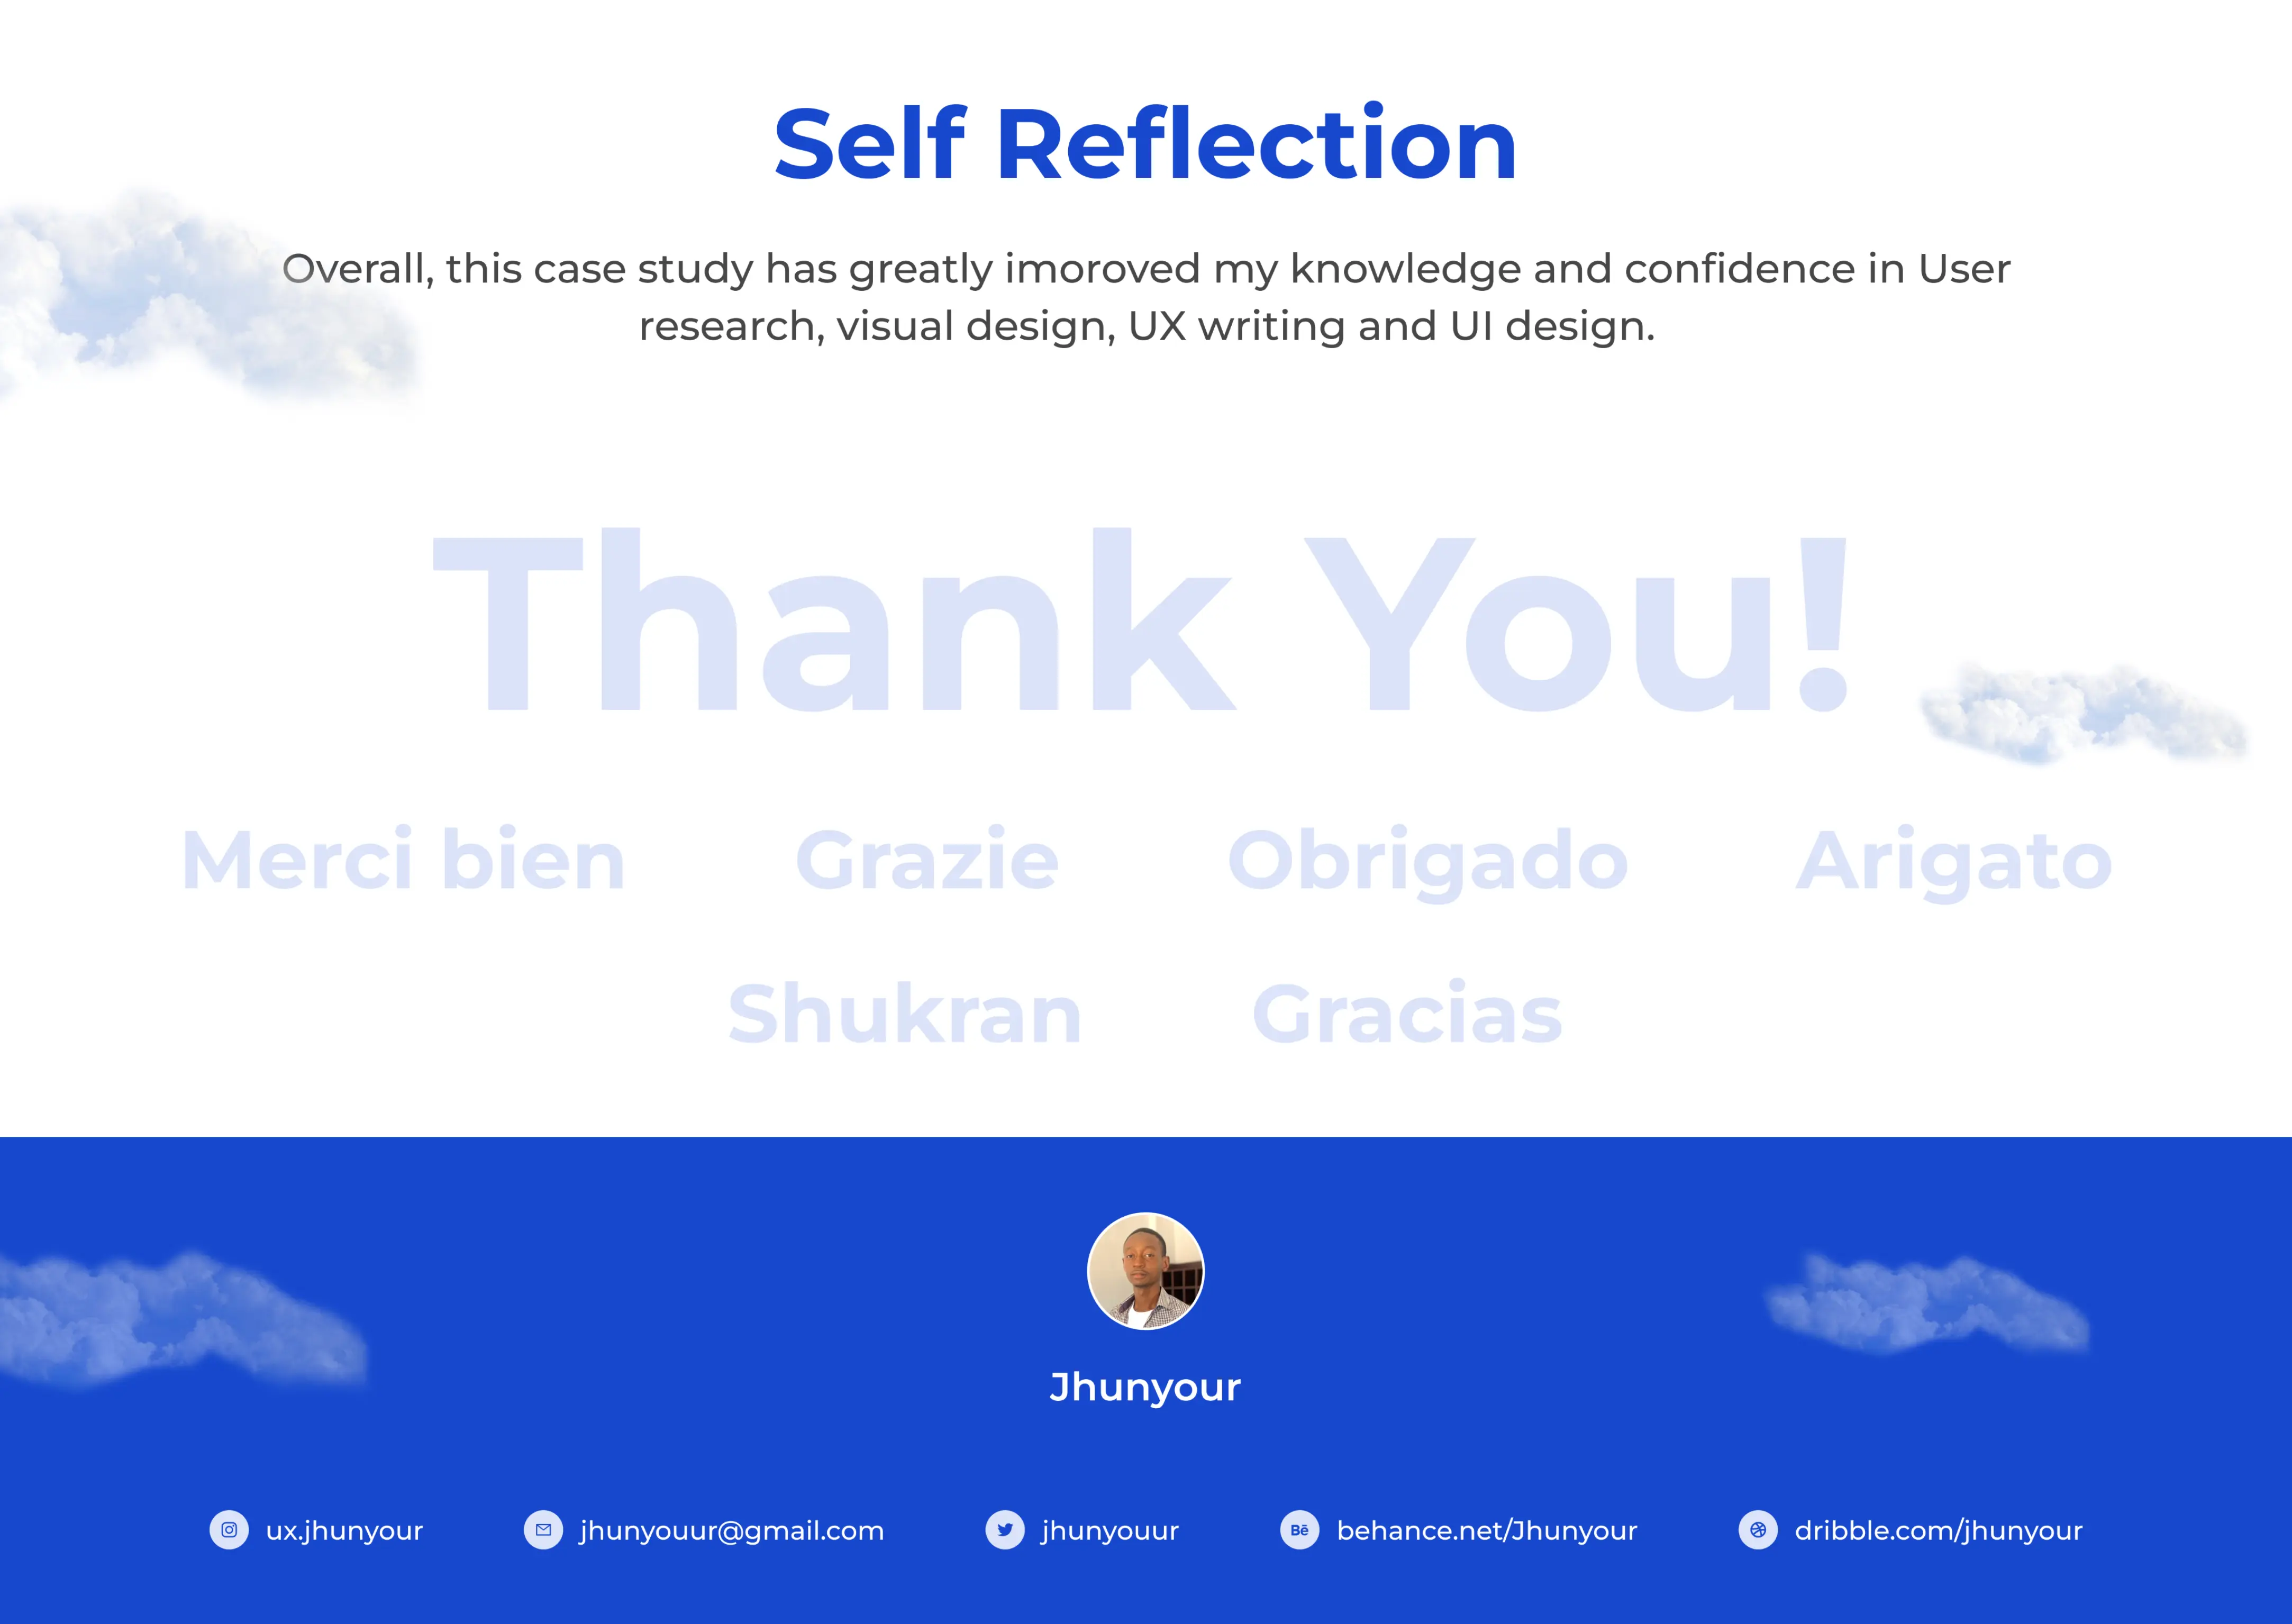 Self Reflection
Overall, this case study has greatly imoroved my knowledge and confidence in User
research, visual design, UX writing and UI design.
Thank You!
Merci bien Grazie Obrigado Arigato
Shukran Gracias
Jhunyour
ux.jhunyour jhunyouur@gmail.com jhunyouur Bē behance.net/Jhunyour dribble.com/jhunyour